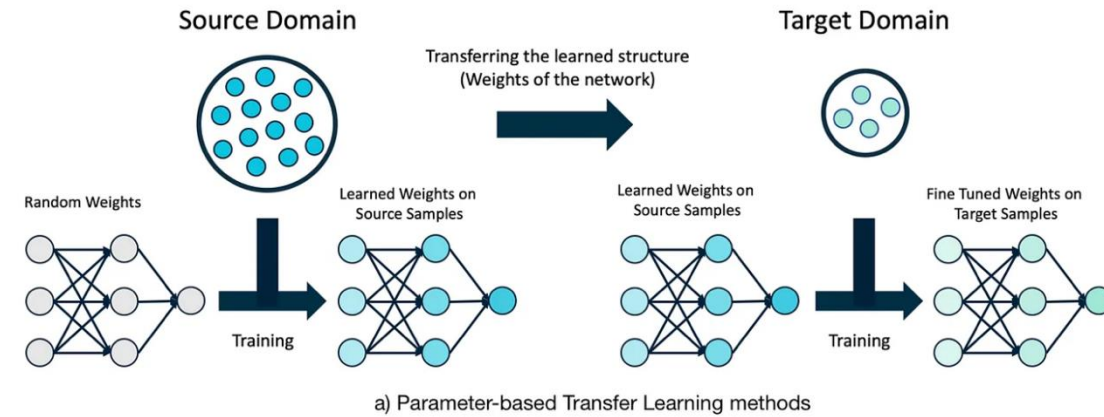 Source Domain
Target Domain
Transferring the learned structure
(Weights of the network)
Random Weights
Learned Weights on
Source Samples
Learned Weights on
Source Samples
Fine Tuned Weights on
Target Samples
Training
Training
a) Parameter-based Transfer Learning methods